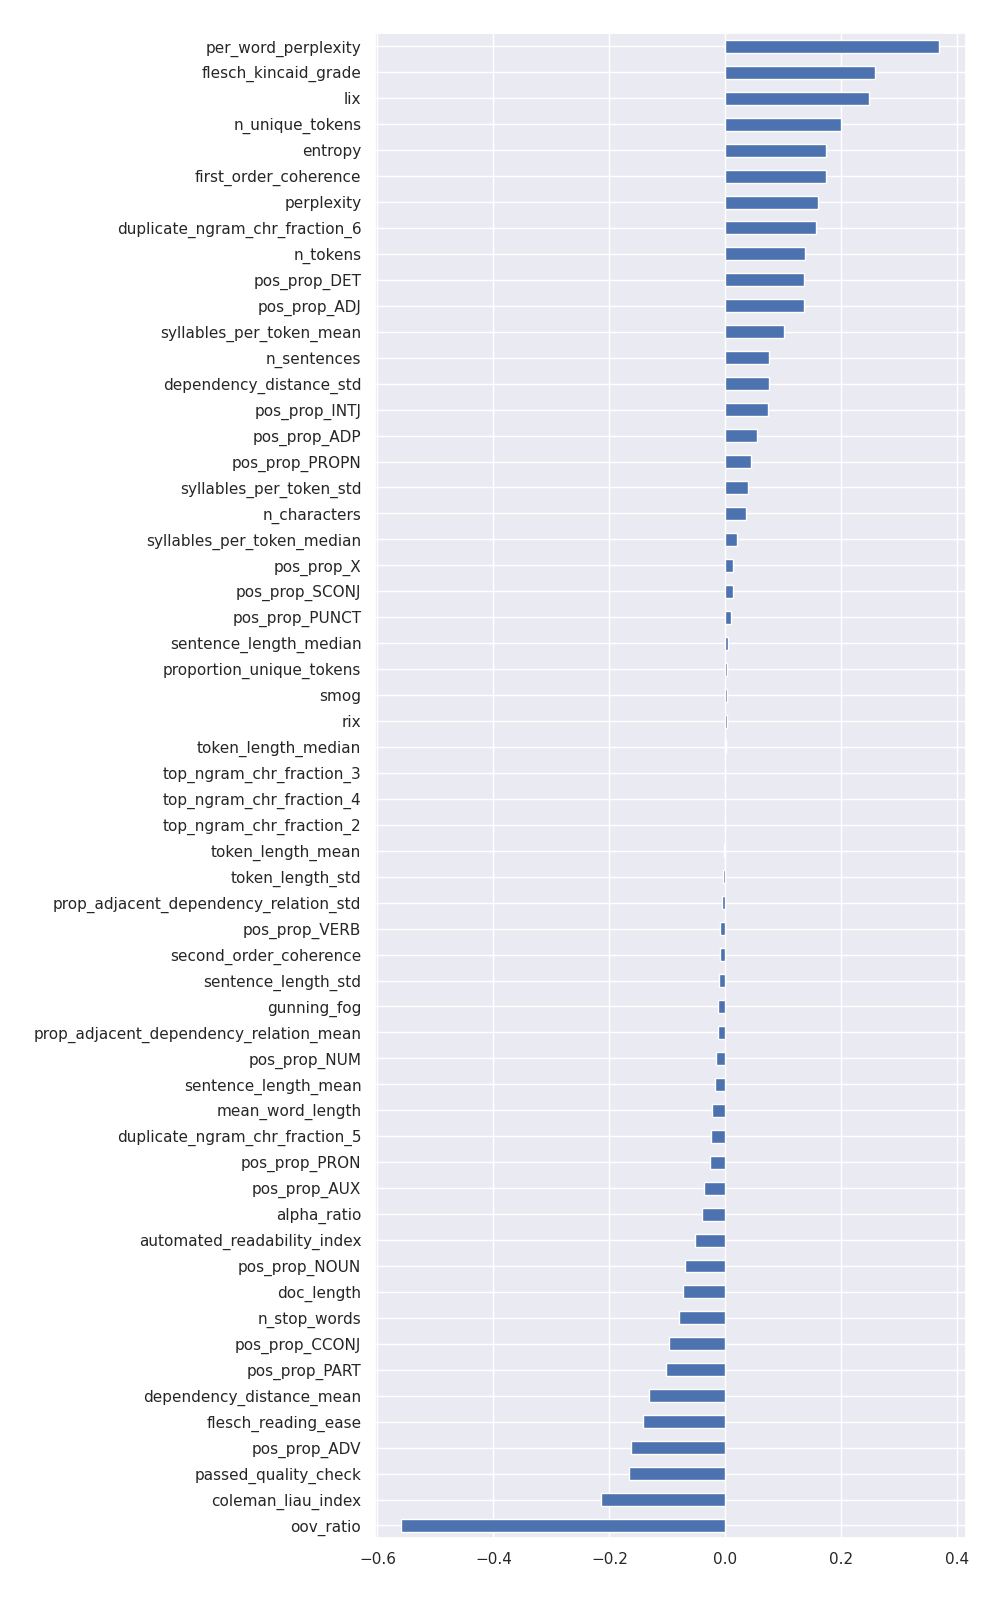 per_word_perplexity
flesch_kincaid_grade
lix
n_unique_tokens
entropy
first_order_coherence
perplexity
duplicate_ngram_chr_fraction_6
n_tokens
pos_prop_DET
pos_prop_ADJ
syllables_per_token_mean
n_sentences
dependency_distance_std
pos_prop_INTJ
pos_prop_ADP
pos_prop_PROPN
syllables_per_token_std
n_characters
syllables_per_token_median
pos_prop_X
pos_prop_SCONJ
pos_prop_PUNCT
sentence_length_median
proportion_unique_tokens
smog
rix
token_length_median
top_ngram_chr_fraction_3
top_ngram_chr_fraction_4
top_ngram_chr_fraction_2
token_length_mean
token_length_std
prop_adjacent_dependency_relation_std
pos_prop_VERB
second_order_coherence
sentence_length_std
gunning_fog
prop_adjacent_dependency_relation_mean
pos_prop_NUM
sentence_length_mean
mean_word_length
duplicate_ngram_chr_fraction_5
pos_prop_PRON
pos_prop_AUX
alpha_ratio
automated_readability_index
pos_prop_NOUN
doc_length
n_stop_words
pos_prop_CCONJ
pos_prop_PART
dependency_distance_mean
flesch_reading_ease
pos_prop_ADV
passed_quality_check
coleman_liau_index
oov_ratio
−0.6 −0.4 −0.2 0.0 0.2 0.4